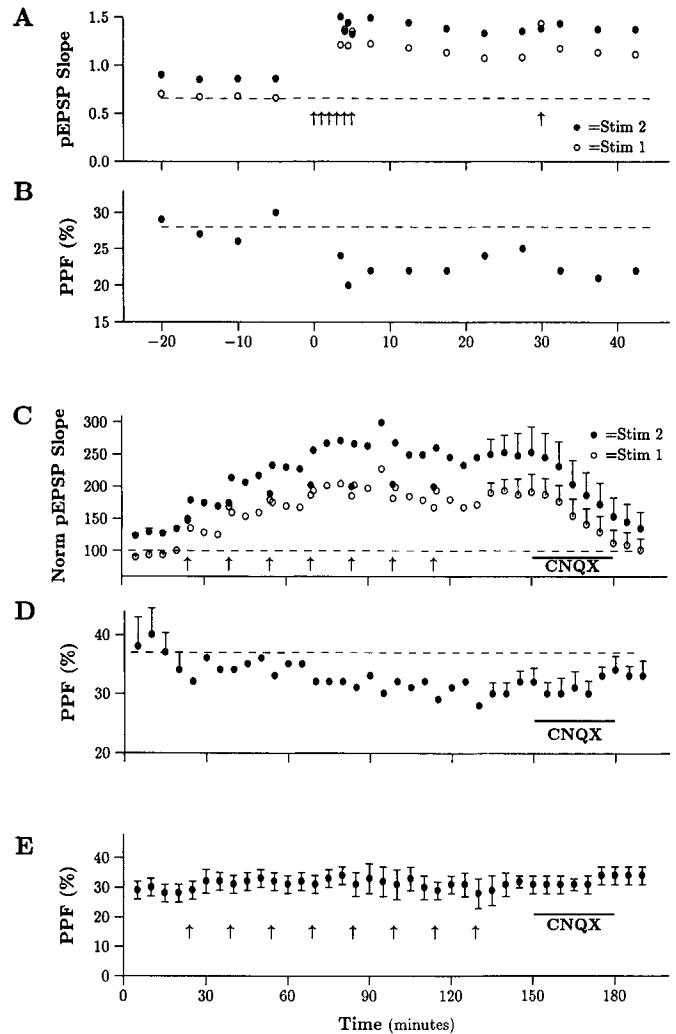 A
pEPSP Slope
1.5
1.0
0.5
0.0
↑↑↑↑↑↑ ↑
● =Stim 2
○ =Stim 1
B
PPF (%)
30
25
20
15
−20 −10 0 10 20 30 40
C
Norm pEPSP Slope
300
250
200
150
100
↑ ↑ ↑ ↑ ↑ ↑ ↑
● =Stim 2
○ =Stim 1
CNQX
D
PPF (%)
40
30
20
CNQX
E
PPF (%)
40
30
20
10
0
↑ ↑ ↑ ↑ ↑ ↑ ↑ ↑
CNQX
0 30 60 90 120 150 180
Time (minutes)